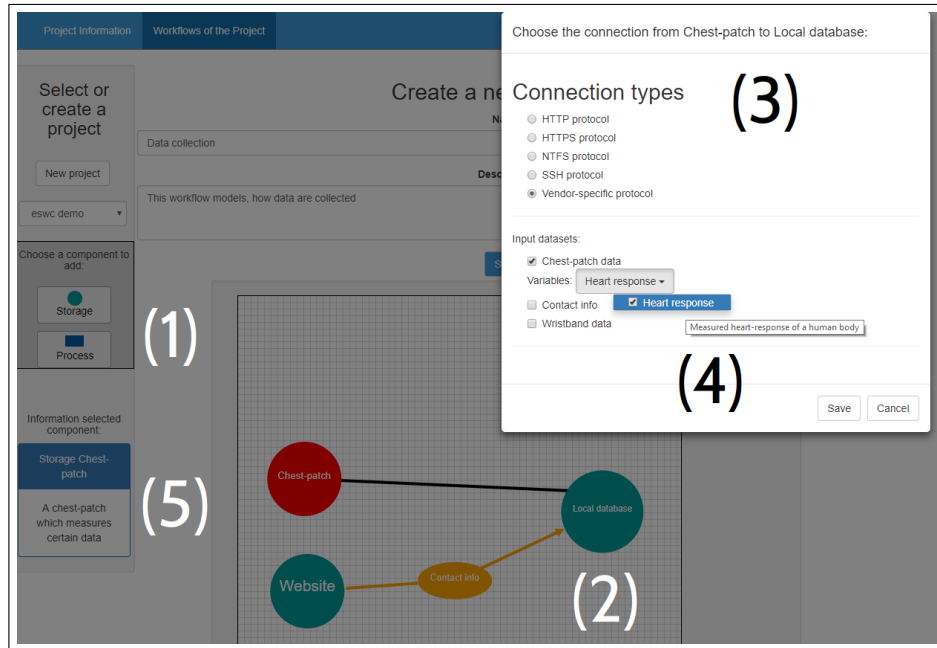 Project Information
Workflows of the Project
Select or
create a
project
New project
eswc demo
Choose a component to
add:
Storage
Process
(1)
Information selected
component:
Storage Chest-
patch
A chest-patch
which measures
certain data
(5)
Create a ne
Na
Data collection
Desc
This workflow models, how data are collected
S
Chest-patch
Local database
Website
Contact info
(2)
Choose the connection from Chest-patch to Local database:
Connection types
(3)
HTTP protocol
HTTPS protocol
NTFS protocol
SSH protocol
Vendor-specific protocol
Input datasets:
Chest-patch data
Variables: Heart response
Contact info
Heart response
Wristband data
Measured heart-response of a human body
(4)
Save
Cancel